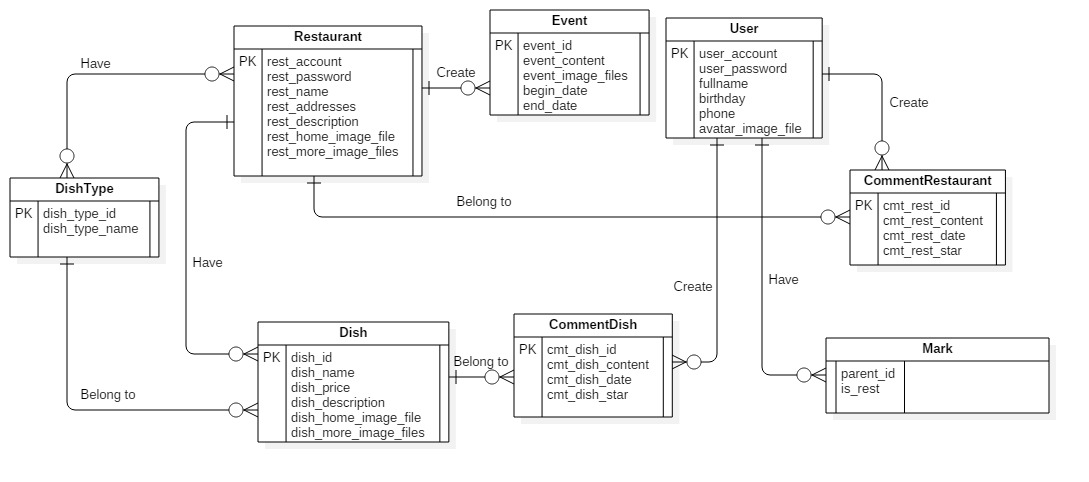 Restaurant
PK
rest_account
rest_password
rest_name
rest_addresses
rest_description
rest_home_image_file
rest_more_image_files
Create
Event
PK
event_id
event_content
event_image_files
begin_date
end_date
User
PK
user_account
user_password
fullname
birthday
phone
avatar_image_file
Have
Create
DishType
PK
dish_type_id
dish_type_name
Belong to
CommentRestaurant
PK
cmt_rest_id
cmt_rest_content
cmt_rest_date
cmt_rest_star
Have
Create
Have
Belong to
Dish
PK
dish_id
dish_name
dish_price
dish_description
dish_home_image_file
dish_more_image_files
Belong to
CommentDish
PK
cmt_dish_id
cmt_dish_content
cmt_dish_date
cmt_dish_star
Mark
parent_id
is_rest